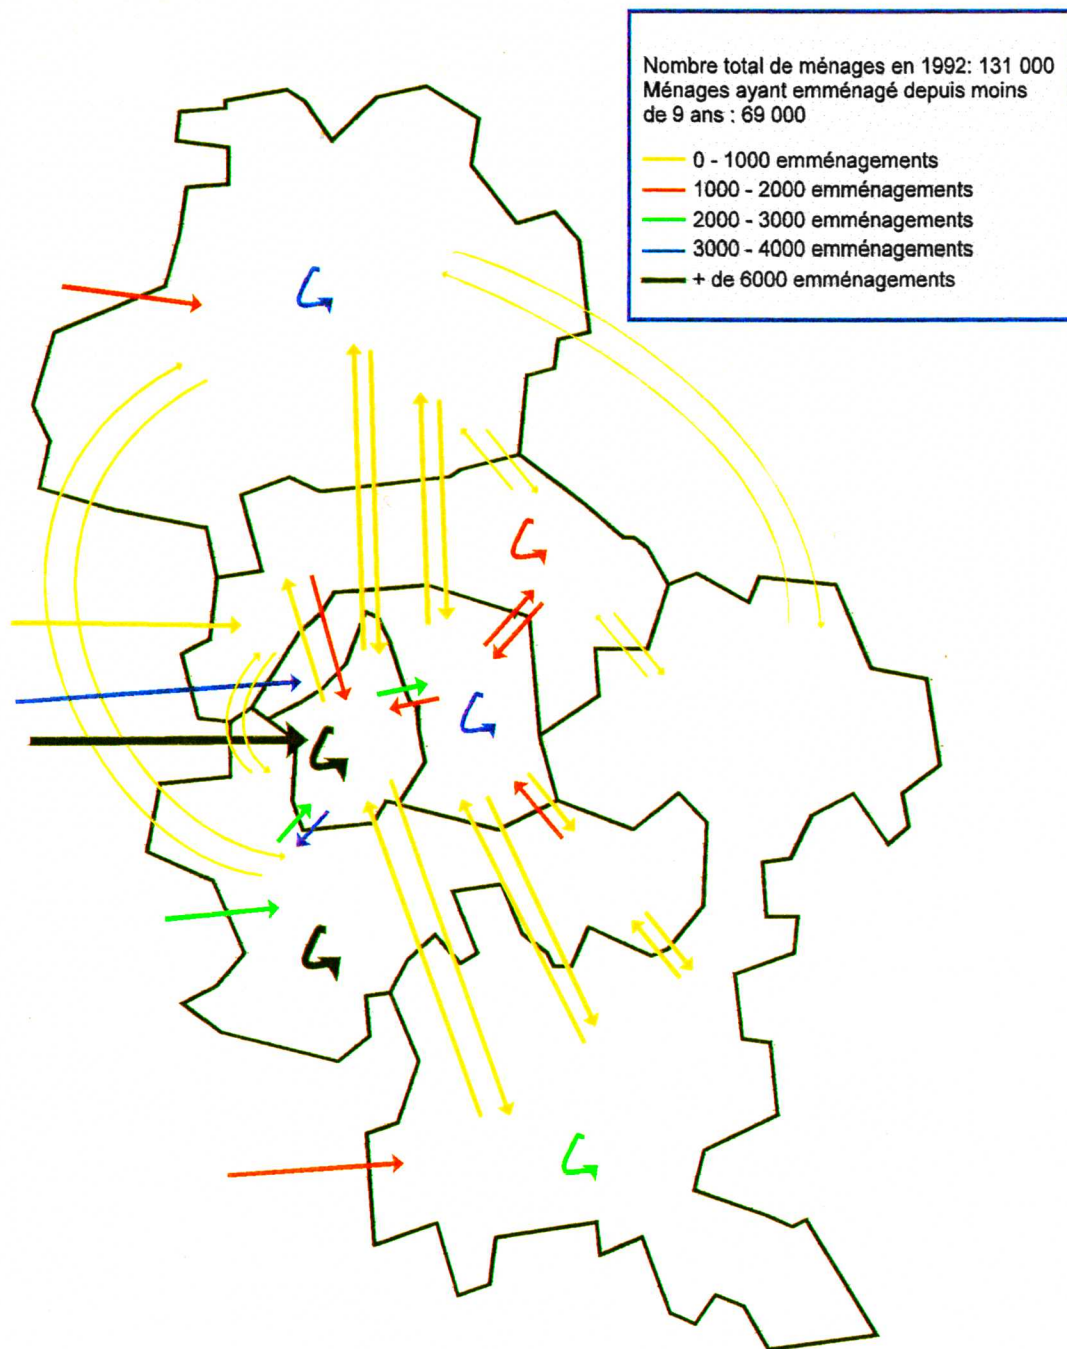 Nombre total de ménages en 1992: 131 000
Ménages ayant emménagé depuis moins
de 9 ans : 69 000
0 - 1000 emménagements
1000 - 2000 emménagements
2000 - 3000 emménagements
3000 - 4000 emménagements
+ de 6000 emménagements